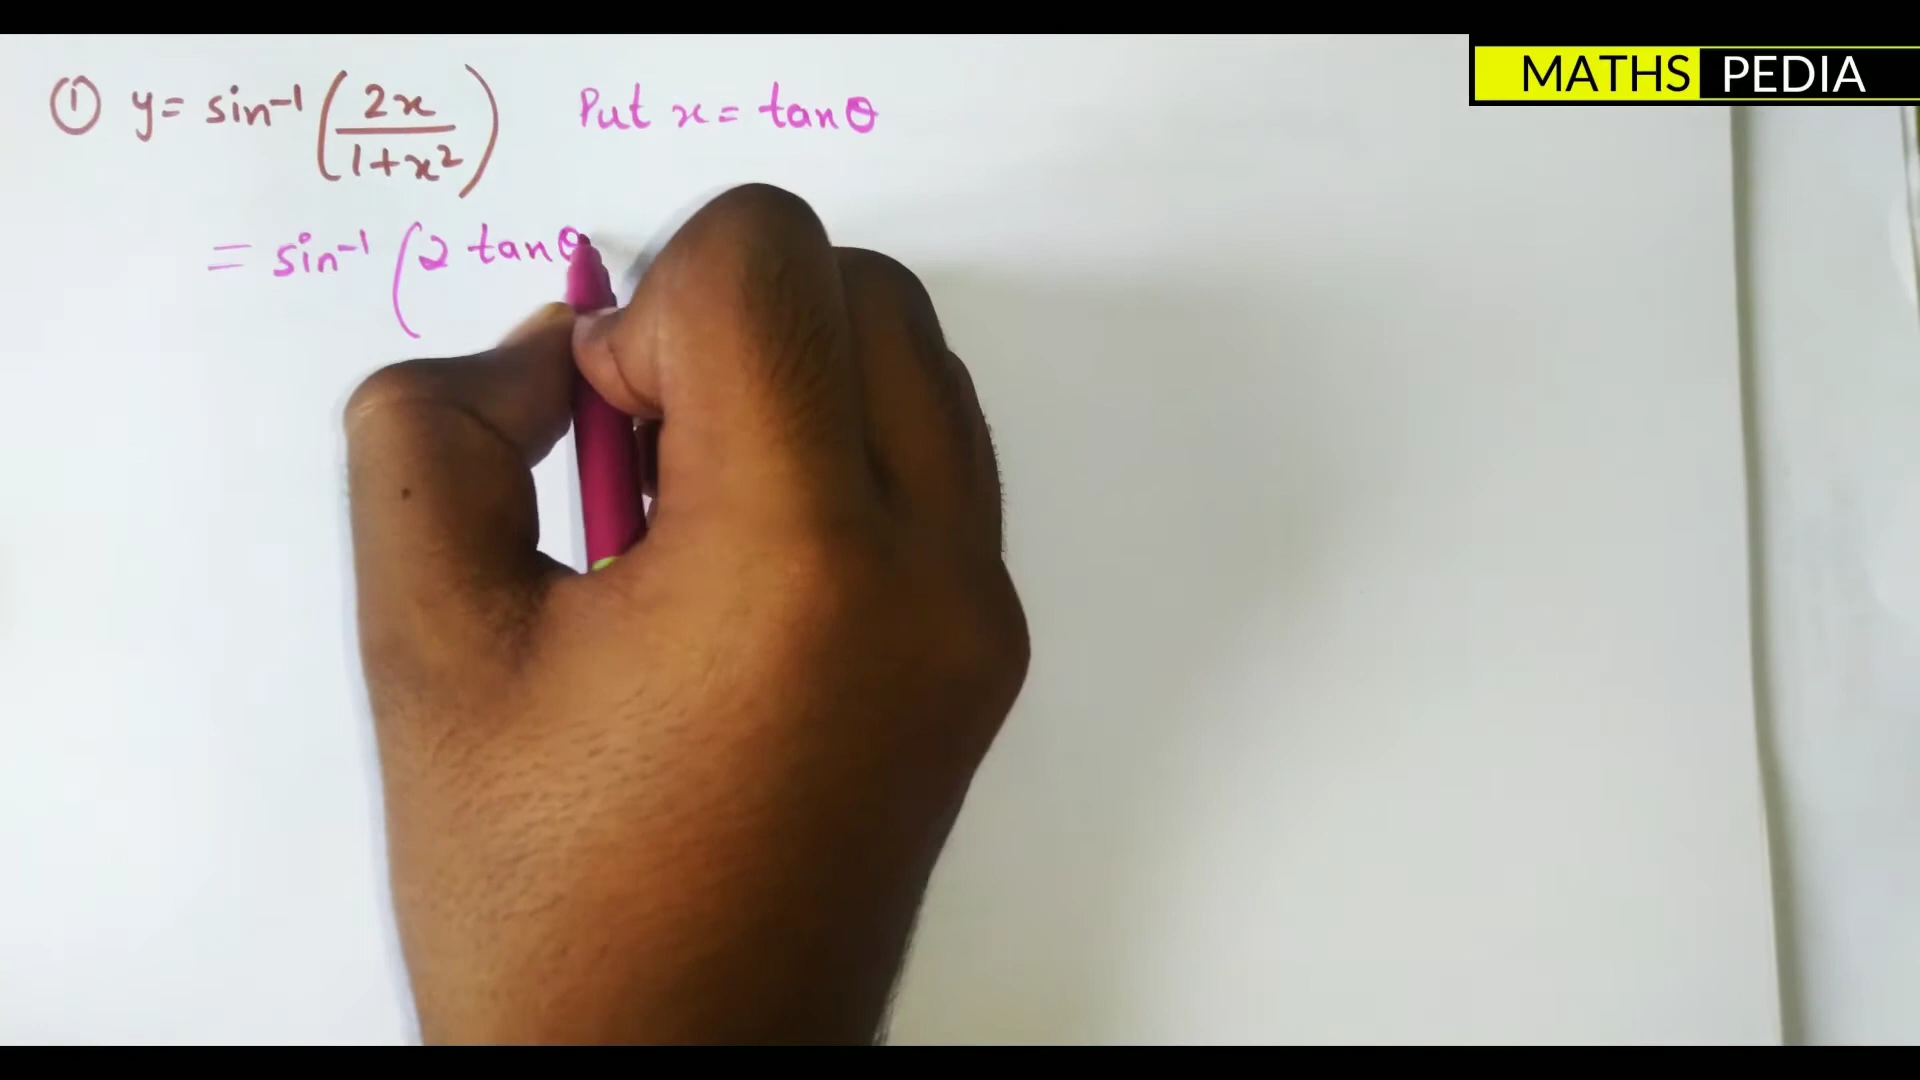 MATHS PEDIA
① y = sin⁻¹ (2x / 1+x²) Put x = tanθ
= sin⁻¹ (2 tanθ